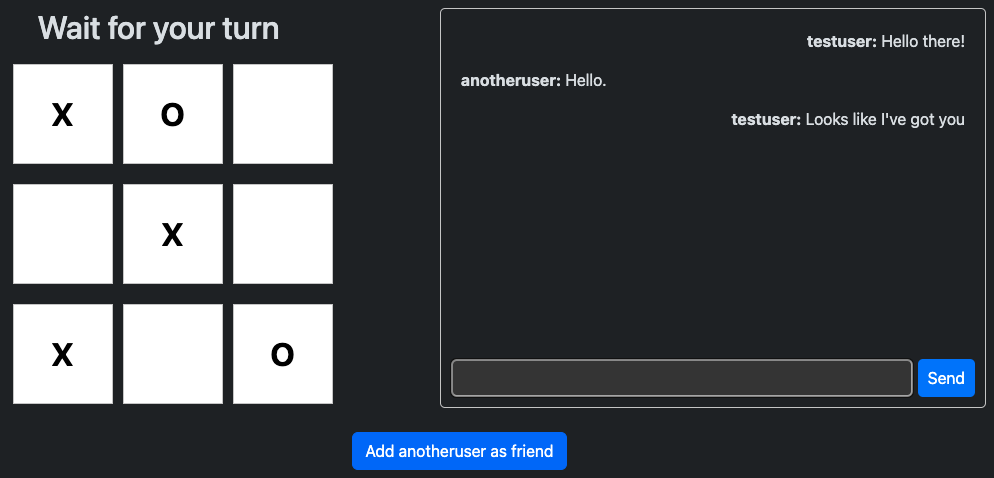 Wait for your turn
X O
X
X O
testuser: Hello there!
anotheruser: Hello.
testuser: Looks like I've got you
Send
Add anotheruser as friend